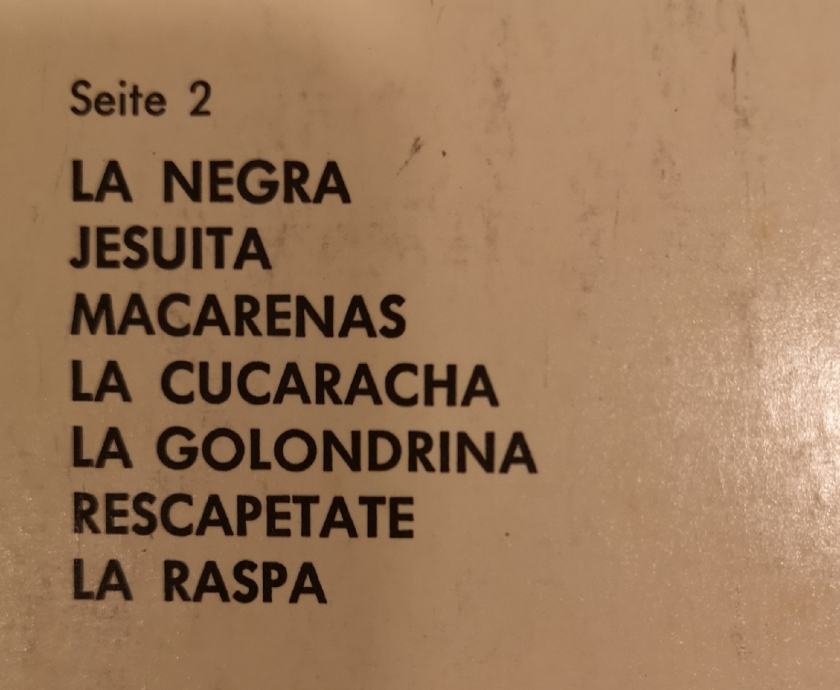 Seite 2
LA NEGRA
JESUITA
MACARENAS
LA CUCARACHA
LA GOLONDRINA
RESCAPETATE
LA RASPA